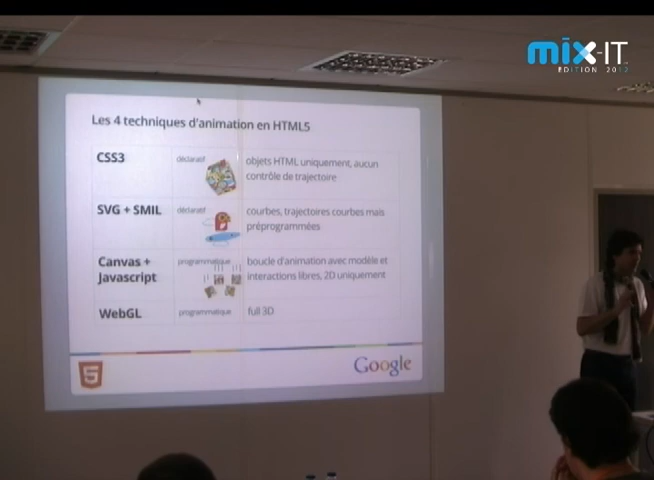 mix-IT
EDITION 2012
Les 4 techniques d'animation en HTML5
CSS3
déclaratif
objets HTML uniquement, aucun
contrôle de trajectoire
SVG + SMIL
déclaratif
courbes, trajectoires courbes mais
préprogrammées
Canvas +
Javascript
programmatique
boucle d'animation avec modèle et
interactions libres, 2D uniquement
WebGL
programmatique
full 3D
5
Google